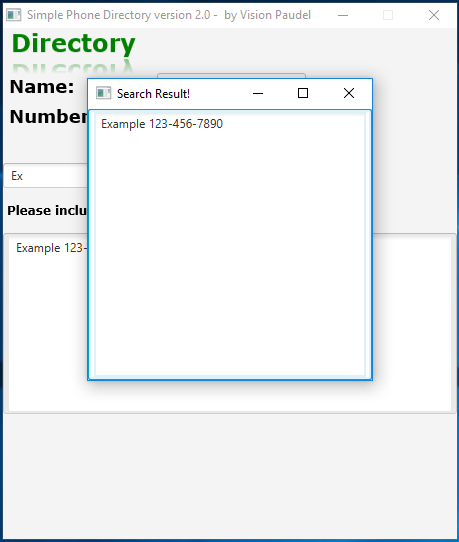 Simple Phone Directory version 2.0 - by Vision Paudel
Directory
Name:
Number
Search Result!
Example 123-456-7890
Ex
Please inclu
Example 123-